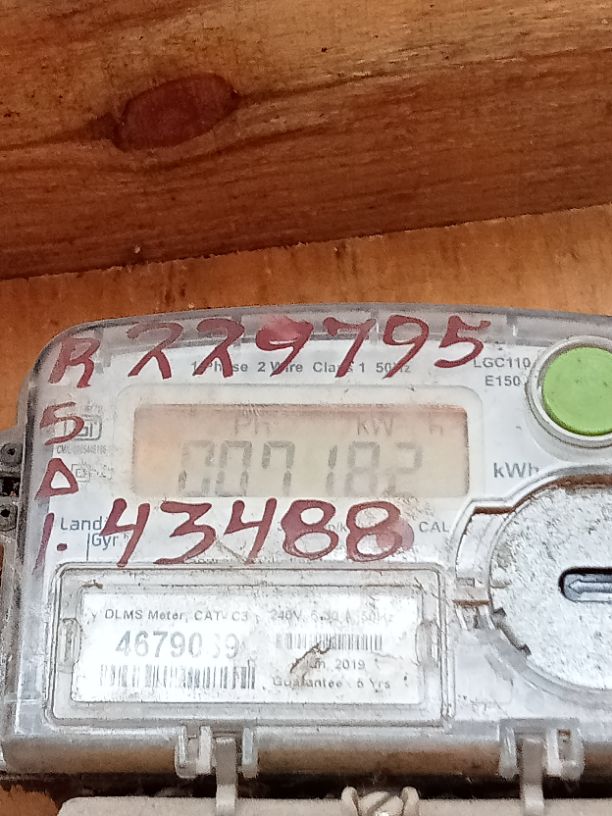 R 229795
1 Phase 2 Wire Class 1 50Hz
LGC110
E150
5
Ph kW h
007182
kWh
Δ
Landis
Gyr
1. 43488
CAL
DLMS Meter, CAT- C3 240V, 50Hz
Jun. 2019
Guarantee : 5 Yrs